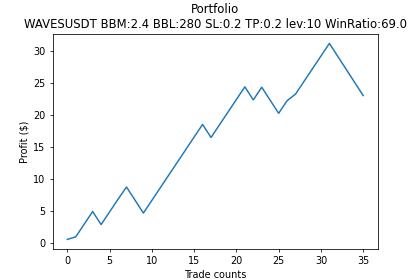 Portfolio
WAVESUSDT BBM:2.4 BBL:280 SL:0.2 TP:0.2 lev:10 WinRatio:69.0
30
25
20
15
10
5
0
Profit ($)
0 5 10 15 20 25 30 35
Trade counts